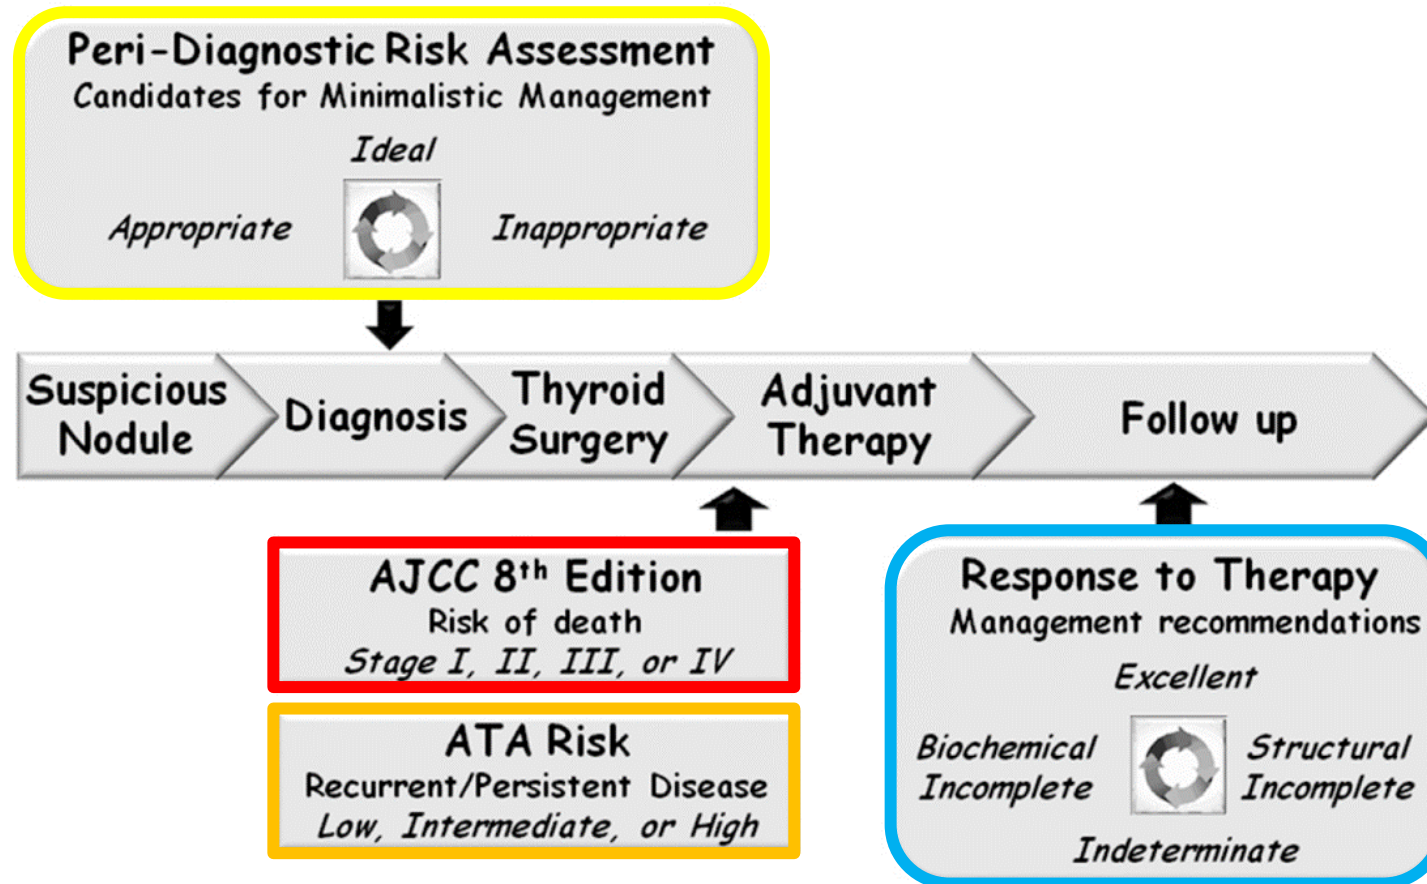 Peri-Diagnostic Risk Assessment
Candidates for Minimalistic Management
Ideal
Appropriate
Inappropriate
Suspicious
Nodule
Diagnosis
Thyroid
Surgery
Adjuvant
Therapy
Follow up
AJCC 8th Edition
Risk of death
Stage I, II, III, or IV
ATA Risk
Recurrent/Persistent Disease
Low, Intermediate, or High
Response to Therapy
Management recommendations
Excellent
Biochemical
Incomplete
Structural
Incomplete
Indeterminate